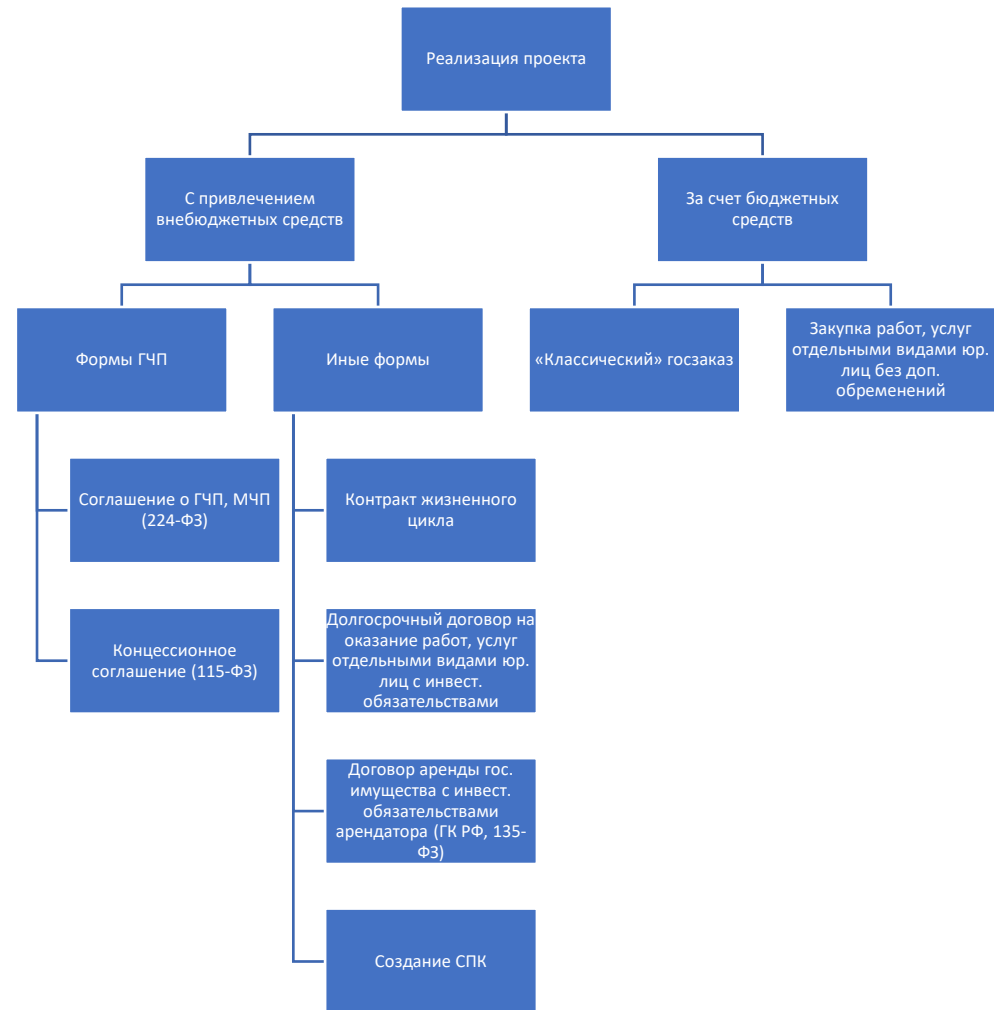 Реализация проекта
С привлечением
внебюджетных средств
За счет бюджетных
средств
Формы ГЧП
Иные формы
«Классический» госзаказ
Закупка работ, услуг
отдельными видами юр.
лиц без доп.
обременений
Соглашение о ГЧП, МЧП
(224-ФЗ)
Контракт жизненного
цикла
Концессионное
соглашение (115-ФЗ)
Долгосрочный договор на
оказание работ, услуг
отдельными видами юр.
лиц с инвест.
обязательствами
Договор аренды гос.
имущества с инвест.
обязательствами
арендатора (ГК РФ, 135-
ФЗ)
Создание СПК